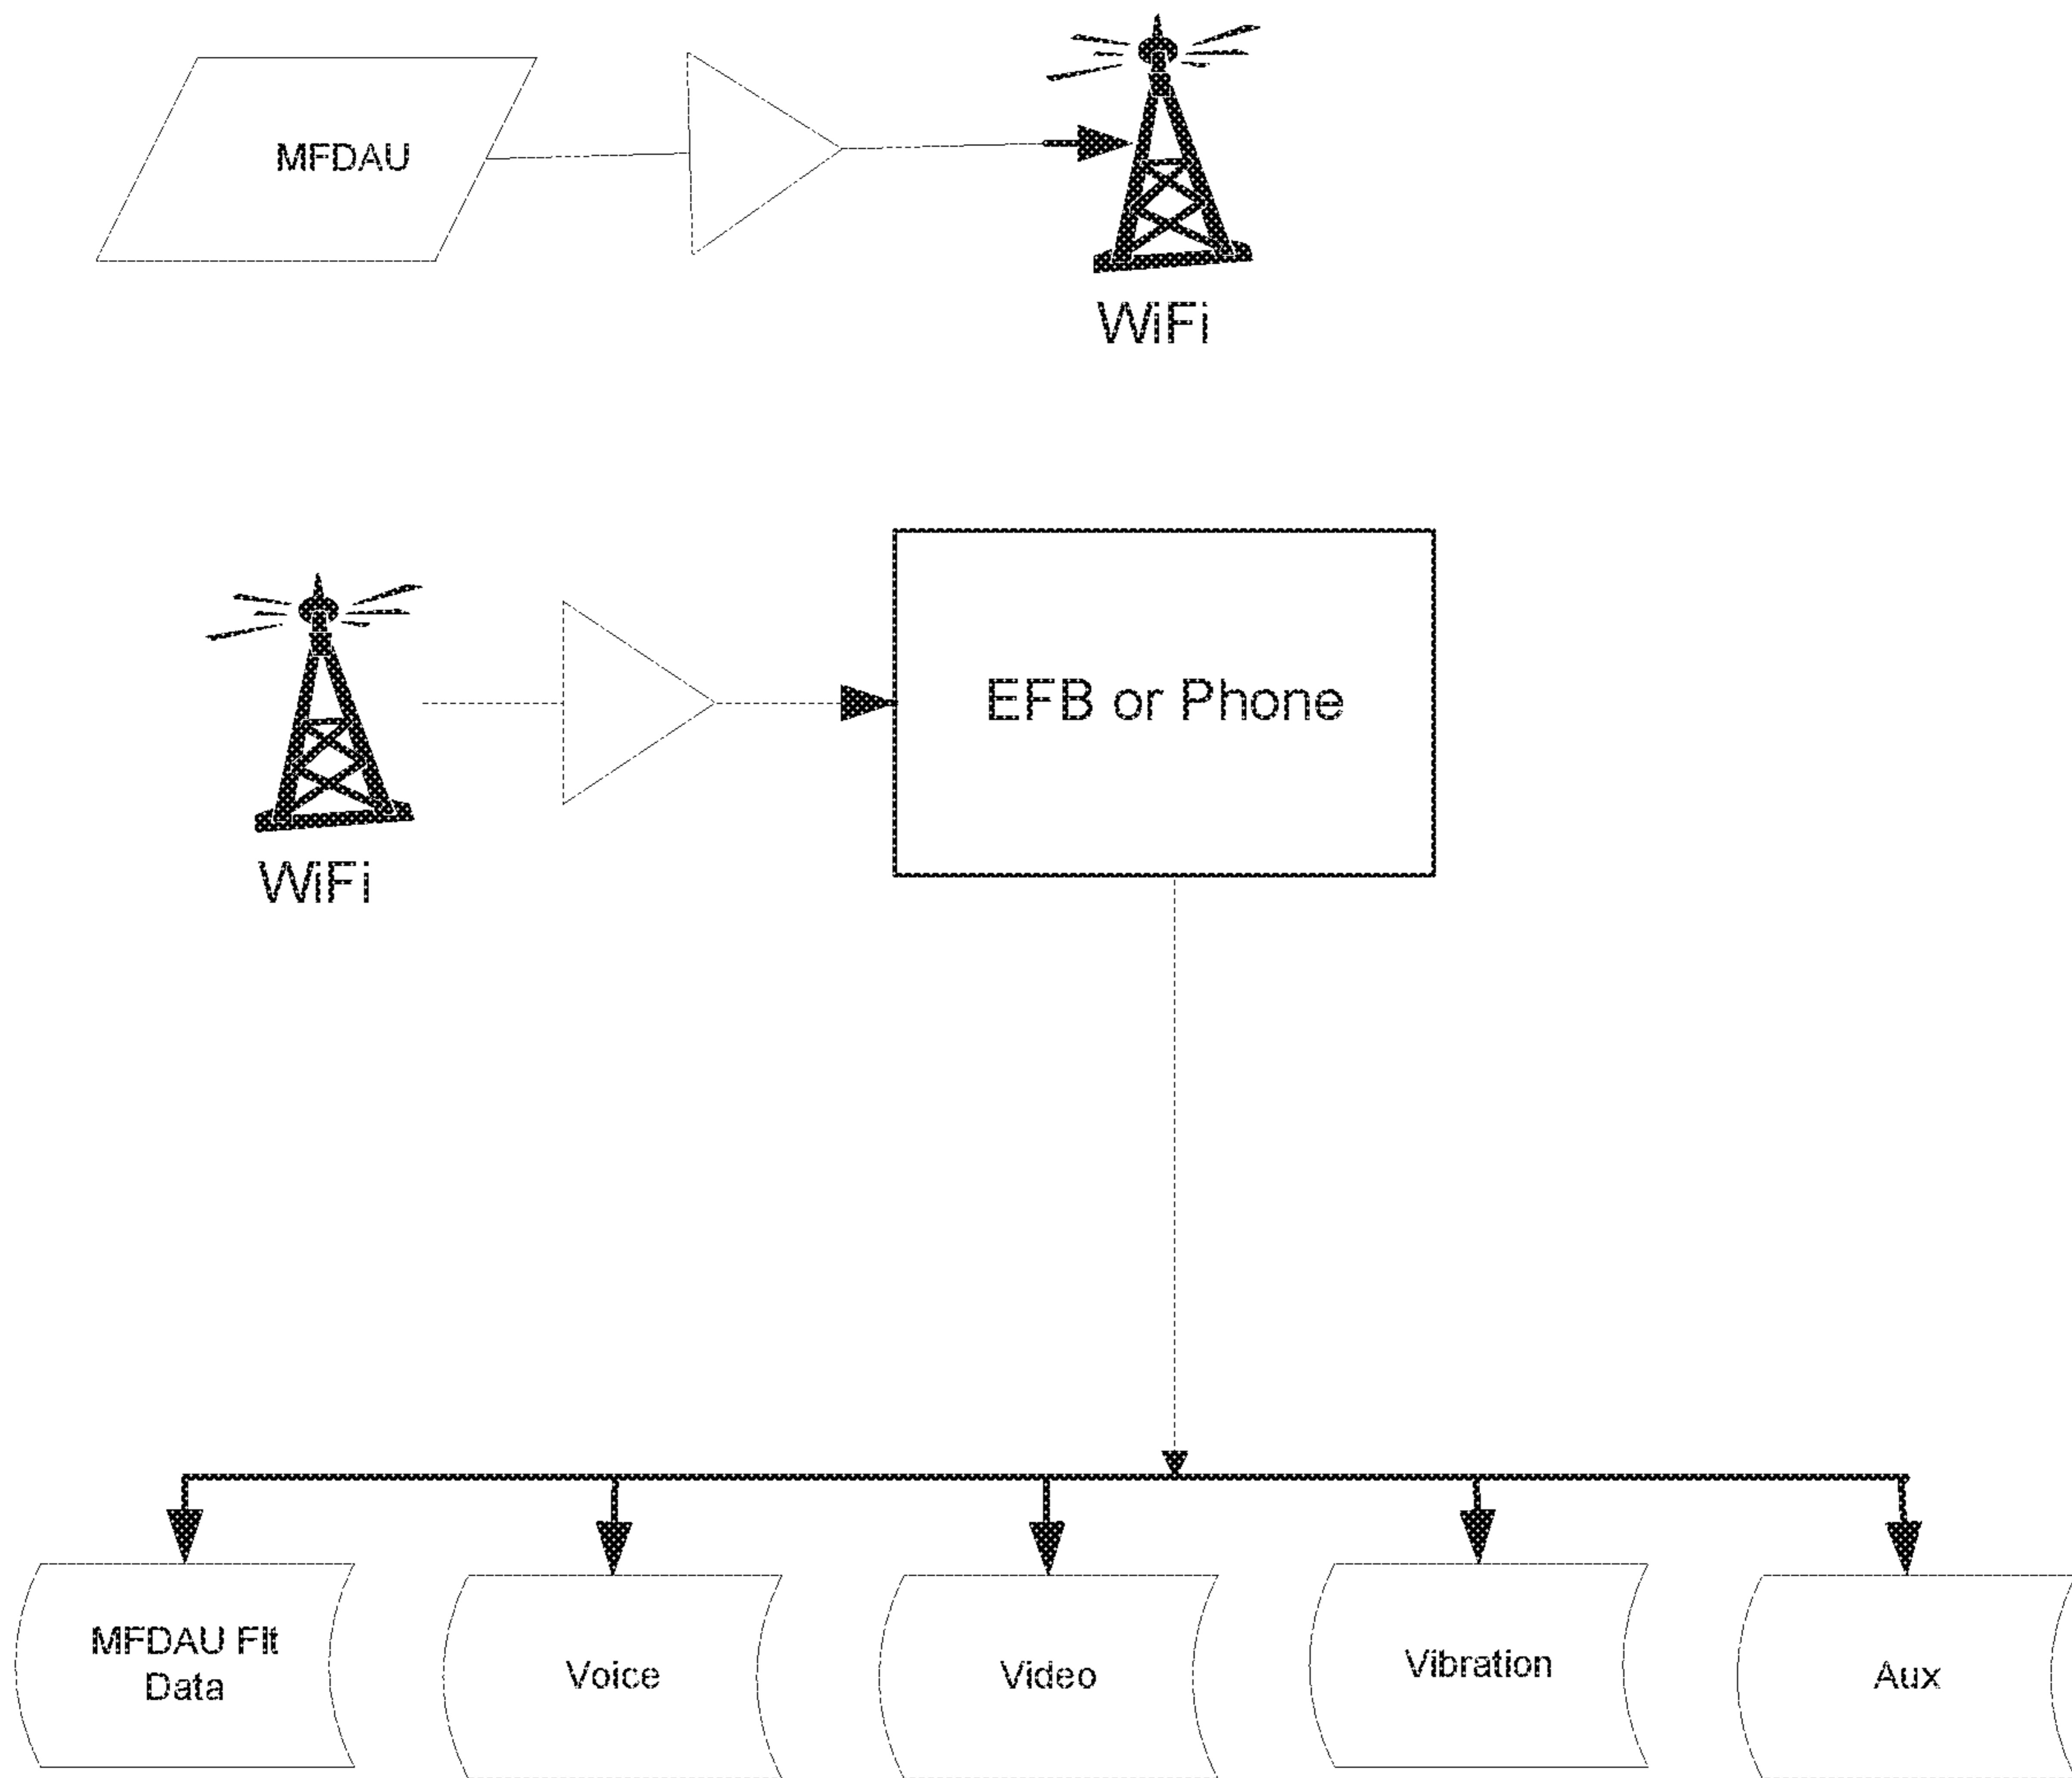 MFDAU
WiFi
EFB or Phone
WiFi
MFDAU Flt
Data
Voice
Video
Vibration
Aux